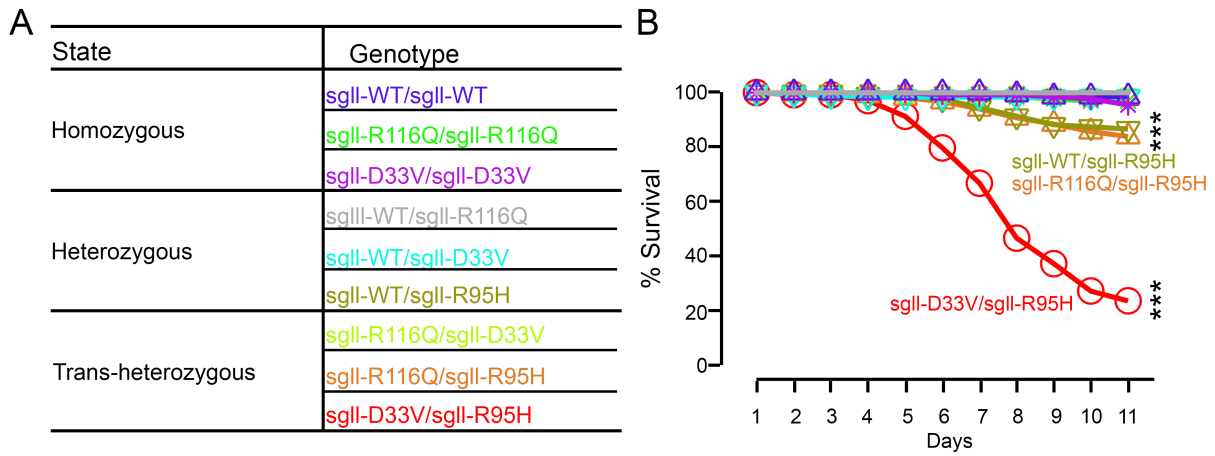 A
State Genotype
Homozygous
sgll-WT/sgll-WT
sgll-R116Q/sgll-R116Q
sgll-D33V/sgll-D33V
Heterozygous
sglll-WT/sgll-R116Q
sgll-WT/sgll-D33V
sgll-WT/sgll-R95H
Trans-heterozygous
sgll-R116Q/sgll-D33V
sgll-R116Q/sgll-R95H
sgll-D33V/sgll-R95H
B
% Survival
100
80
60
40
20
0
***
sgll-WT/sgll-R95H
sgll-R116Q/sgll-R95H
sgll-D33V/sgll-R95H
***
1 2 3 4 5 6 7 8 9 10 11
Days